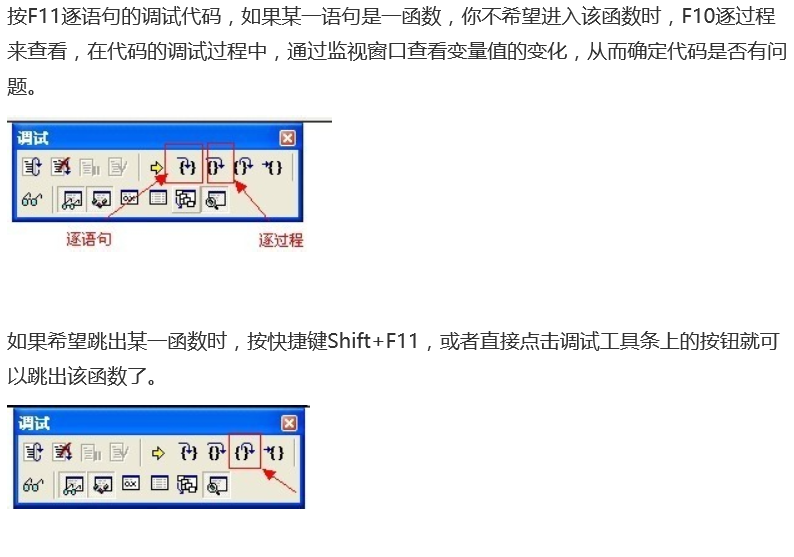 按F11逐语句的调试代码，如果某一语句是一函数，你不希望进入该函数时，F10逐过程
来查看，在代码的调试过程中，通过监视窗口查看变量值的变化，从而确定代码是否有问
题。
调试
逐语句
逐过程
如果希望跳出某一函数时，按快捷键Shift+F11，或者直接点击调试工具条上的按钮就可
以跳出该函数了。
调试